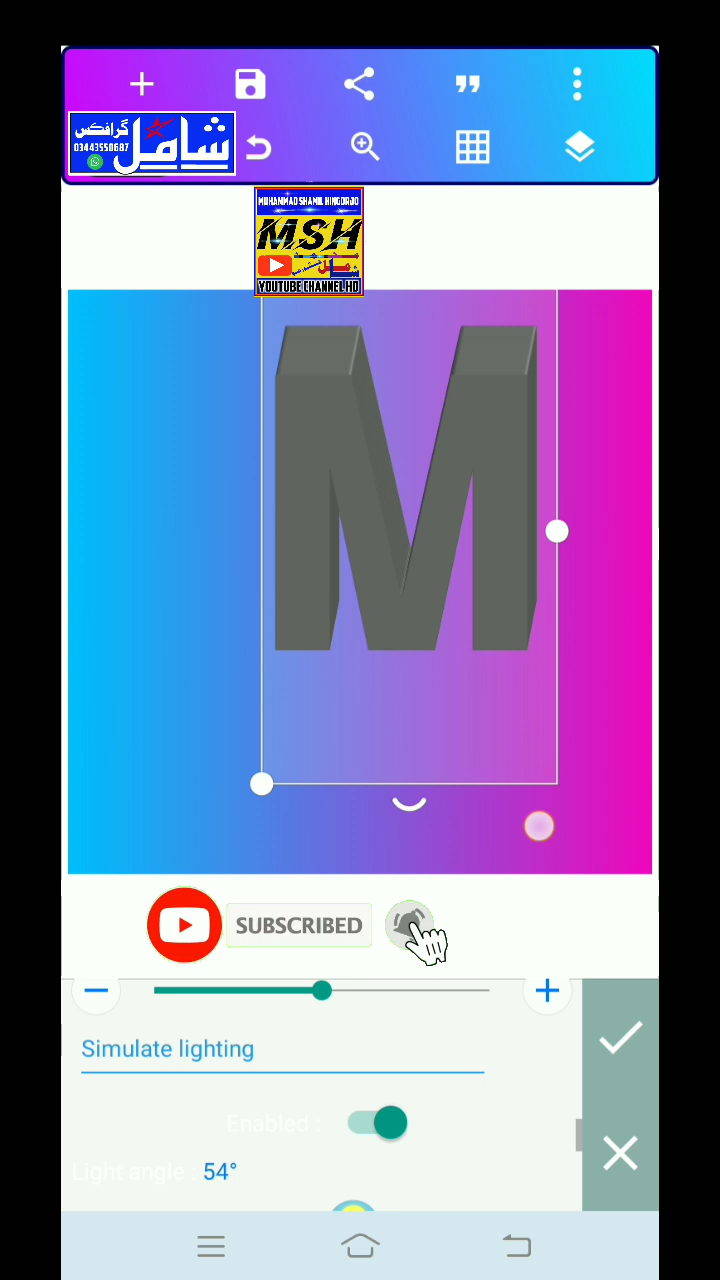 گرافکس
03443550687
شامل
MUHAMMAD SHAMIL HINGORJO
MSH
YOUTUBE CHANNEL HD
M
SUBSCRIBED
Simulate lighting
Enabled :
Light angle : 54°